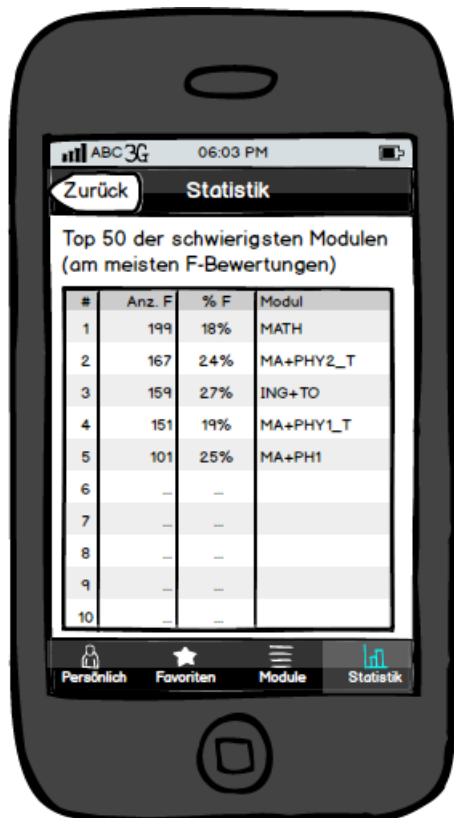 ABC 3G 06:03 PM
Zurück Statistik
Top 50 der schwierigsten Modulen
(am meisten F-Bewertungen)
# Anz. F % F Modul
1 199 18% MATH
2 167 24% MA+PHY2_T
3 159 27% ING+TO
4 151 19% MA+PHY1_T
5 101 25% MA+PH1
6 ... ...
7 ... ...
8 ... ...
9 ... ...
10 ... ...
Persönlich Favoriten Module Statistik